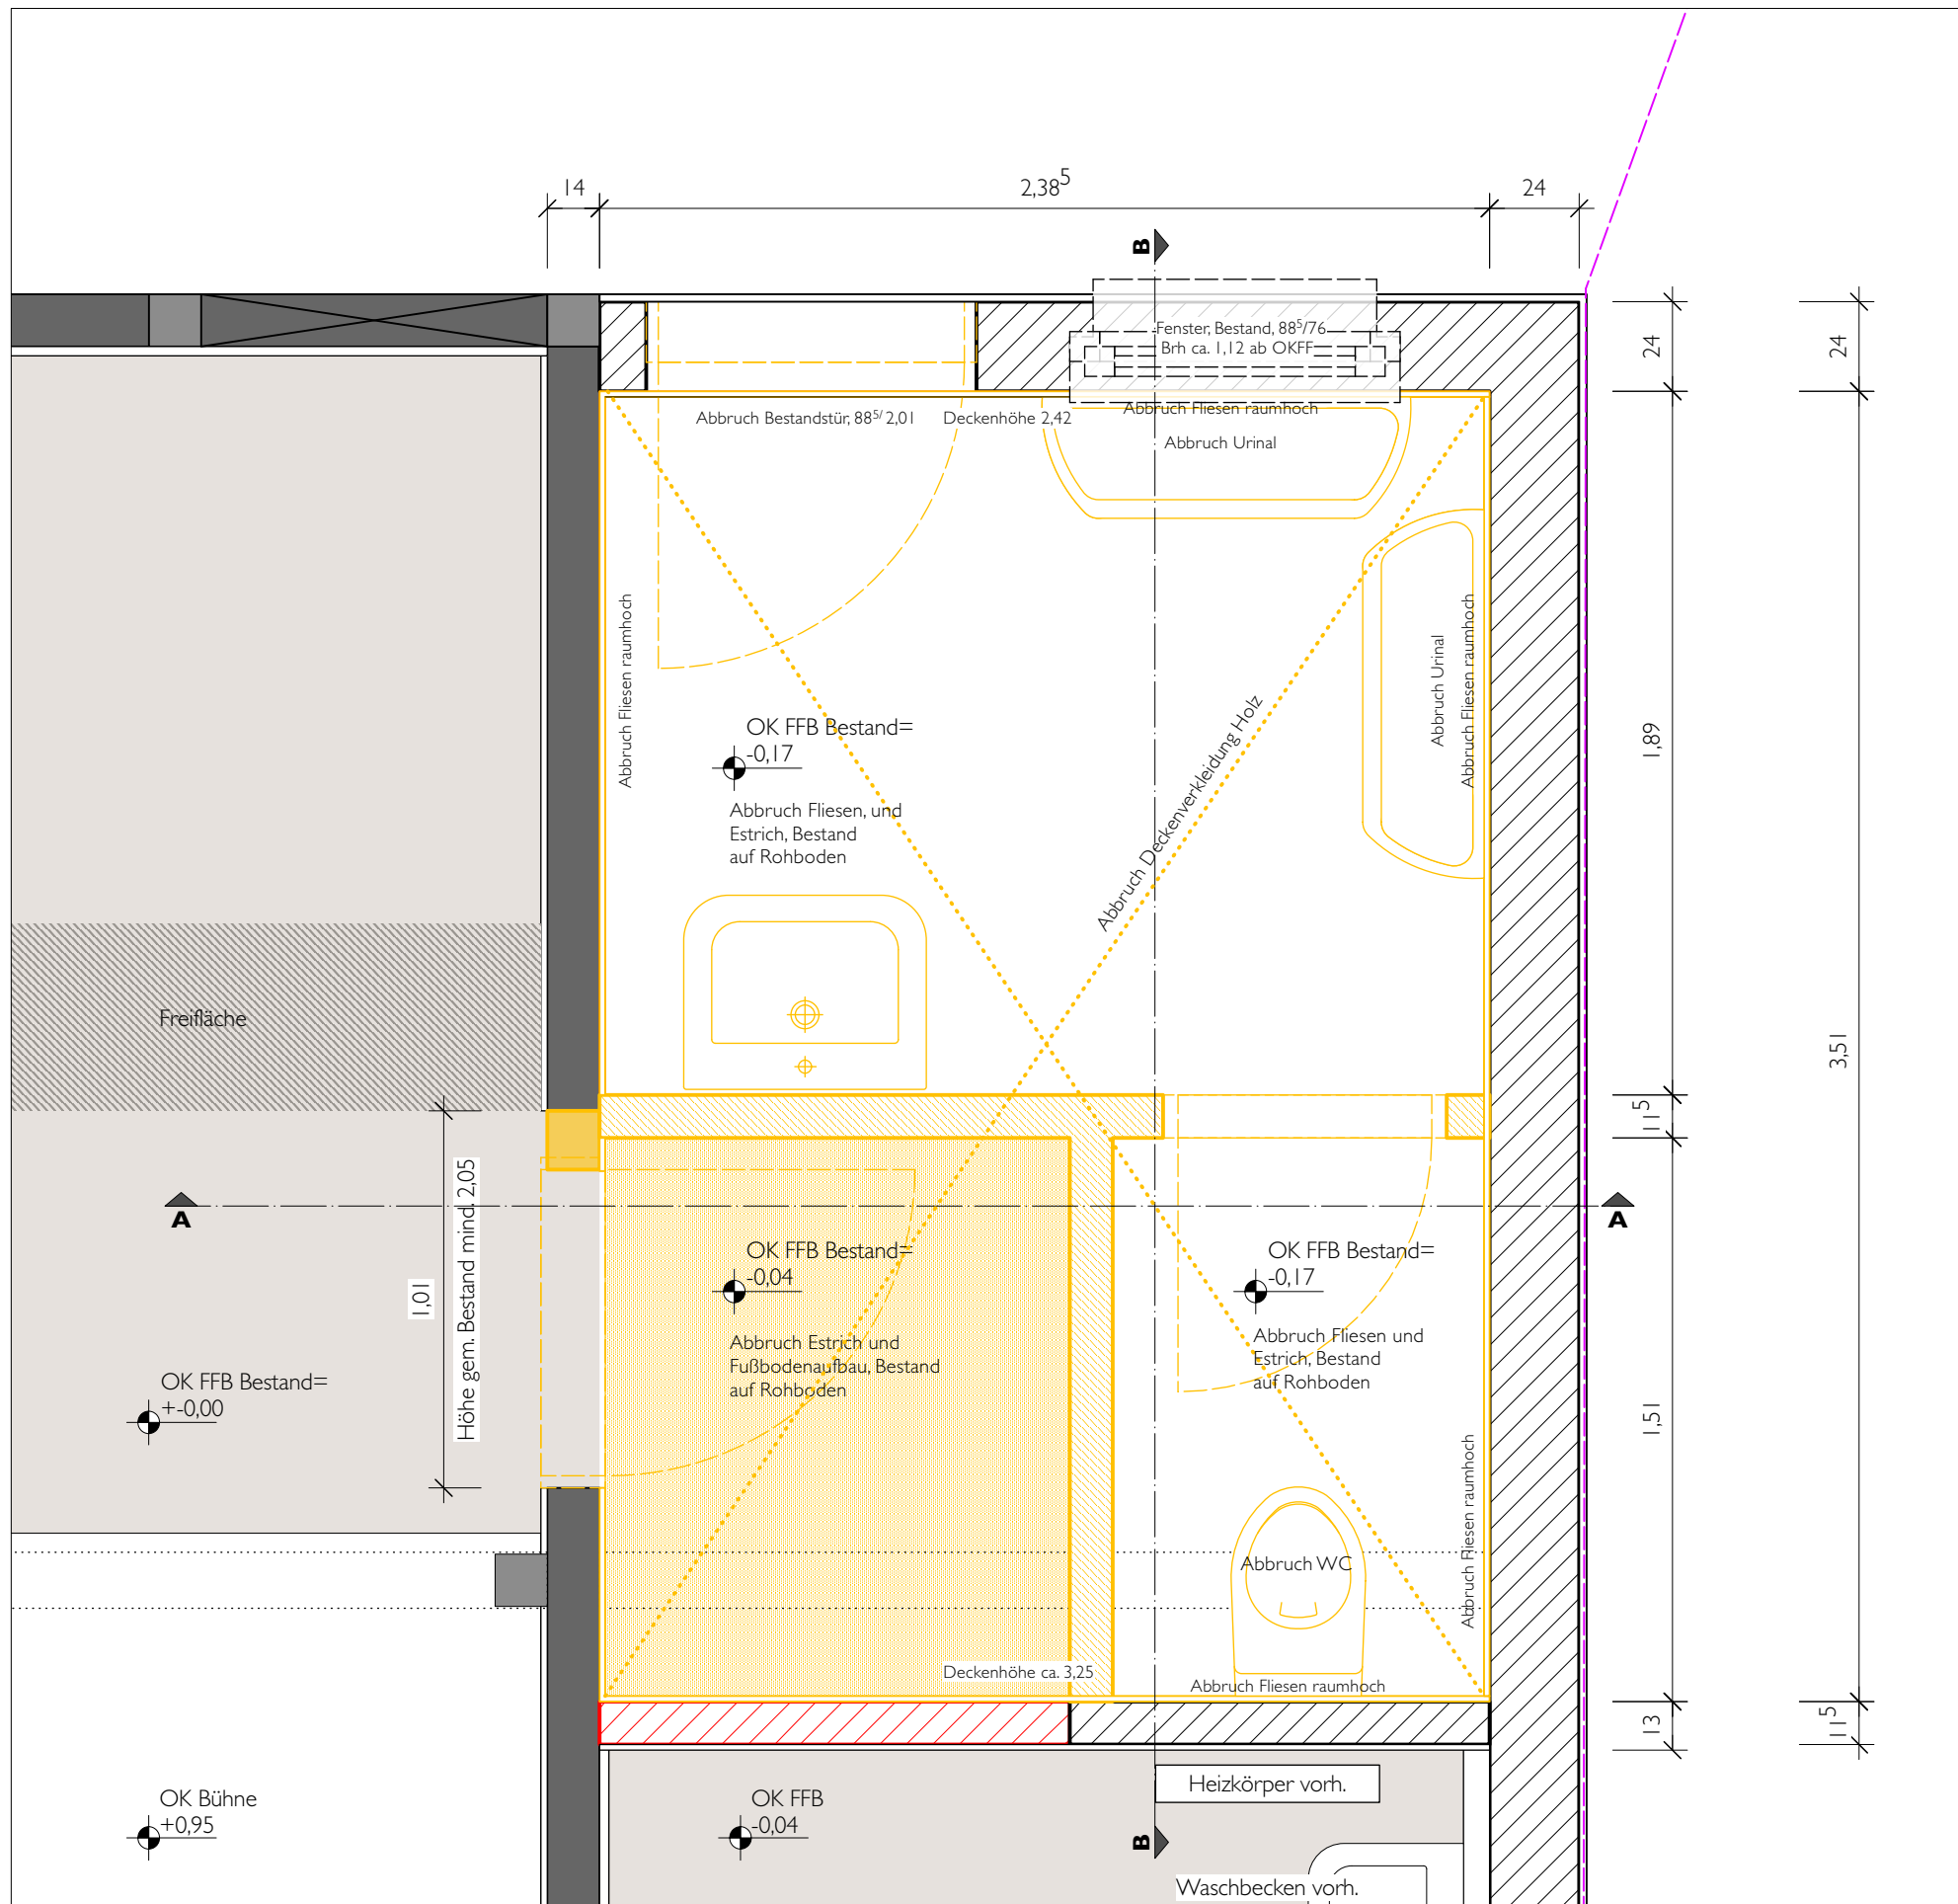 14
2,38⁵
24
B
Fenster, Bestand, 88⁵/76
Brh ca. 1,12 ab OKFF
24
24
Abbruch Bestandstür, 88⁵/ 2,01
Deckenhöhe 2,42
Abbruch Fliesen raumhoch
Abbruch Urinal
Abbruch Fliesen raumhoch
Abbruch Urinal
Abbruch Fliesen raumhoch
OK FFB Bestand=
-0,17
1,89
Abbruch Deckenverkleidung Holz
Abbruch Fliesen, und
Estrich, Bestand
auf Rohboden
Freifläche
3,51
11⁵
Höhe gem. Bestand mind. 2,05
1,01
A
A
OK FFB Bestand=
-0,04
OK FFB Bestand=
-0,17
Abbruch Estrich und
Fußbodenaufbau, Bestand
auf Rohboden
Abbruch Fliesen und
Estrich, Bestand
auf Rohboden
OK FFB Bestand=
+-0,00
1,51
Abbruch Fliesen raumhoch
Abbruch WC
Deckenhöhe ca. 3,25
Abbruch Fliesen raumhoch
13
11⁵
Heizkörper vorh.
OK Bühne
+0,95
OK FFB
-0,04
B
Waschbecken vorh.